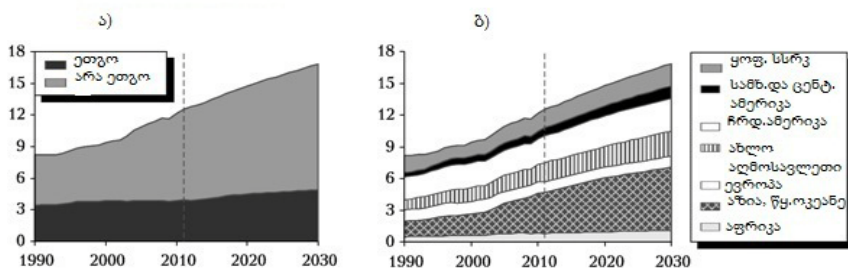 ა)
18
15
12
9
6
3
0
1990 2000 2010 2020 2030
ეთგო
არა ეთგო
ბ)
18
15
12
9
6
3
0
1990 2000 2010 2020 2030
ყოფ. სსრკ
სამხ.და ცენტ.
ამერიკა
ჩრდ.ამერიკა
ახლო
აღმოსავლეთი
ევროპა
აზია, წყ.ოკეანე
აფრიკა